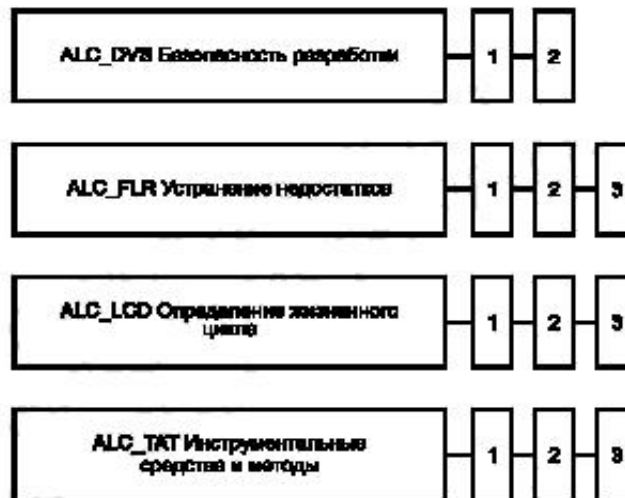 ALC_DVS Безопасность разработки 1 2
ALC_FLR Устранение недостатков 1 2 3
ALC_LCD Определение жизненного 1 2 3
цикла
ALC_TAT Инструментальные 1 2 3
средства и методы